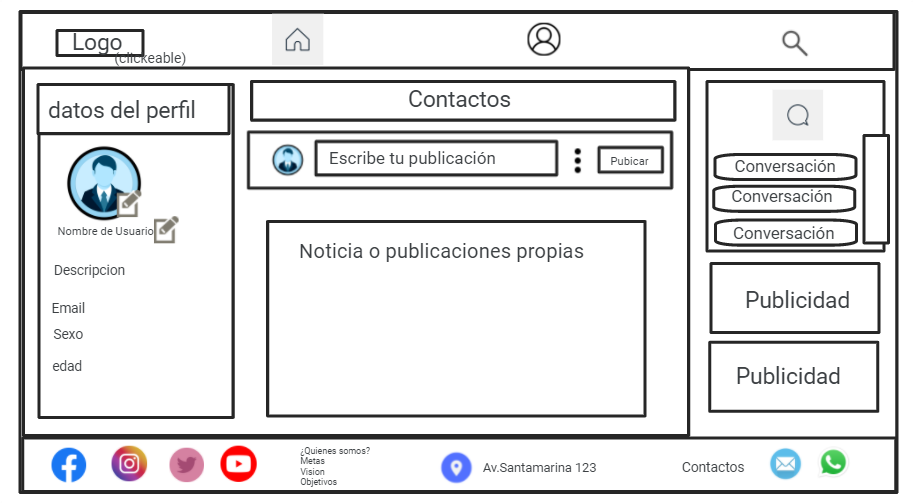 Logo
(clickeable)
datos del perfil
Nombre de Usuario
Descripcion
Email
Sexo
edad
Contactos
Escribe tu publicación
Pubicar
Noticia o publicaciones propias
Conversación
Conversación
Conversación
Publicidad
Publicidad
¿Quienes somos?
Metas
Vision
Objetivos
Av.Santamarina 123
Contactos